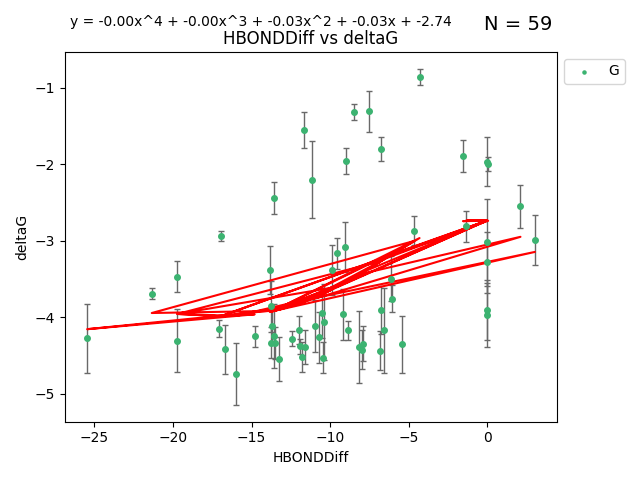 y = -0.00x^4 + -0.00x^3 + -0.03x^2 + -0.03x + -2.74
N = 59
HBONDDiff vs deltaG
G
−1
−2
−3
−4
−5
deltaG
−25
−20
−15
−10
−5
0
HBONDDiff